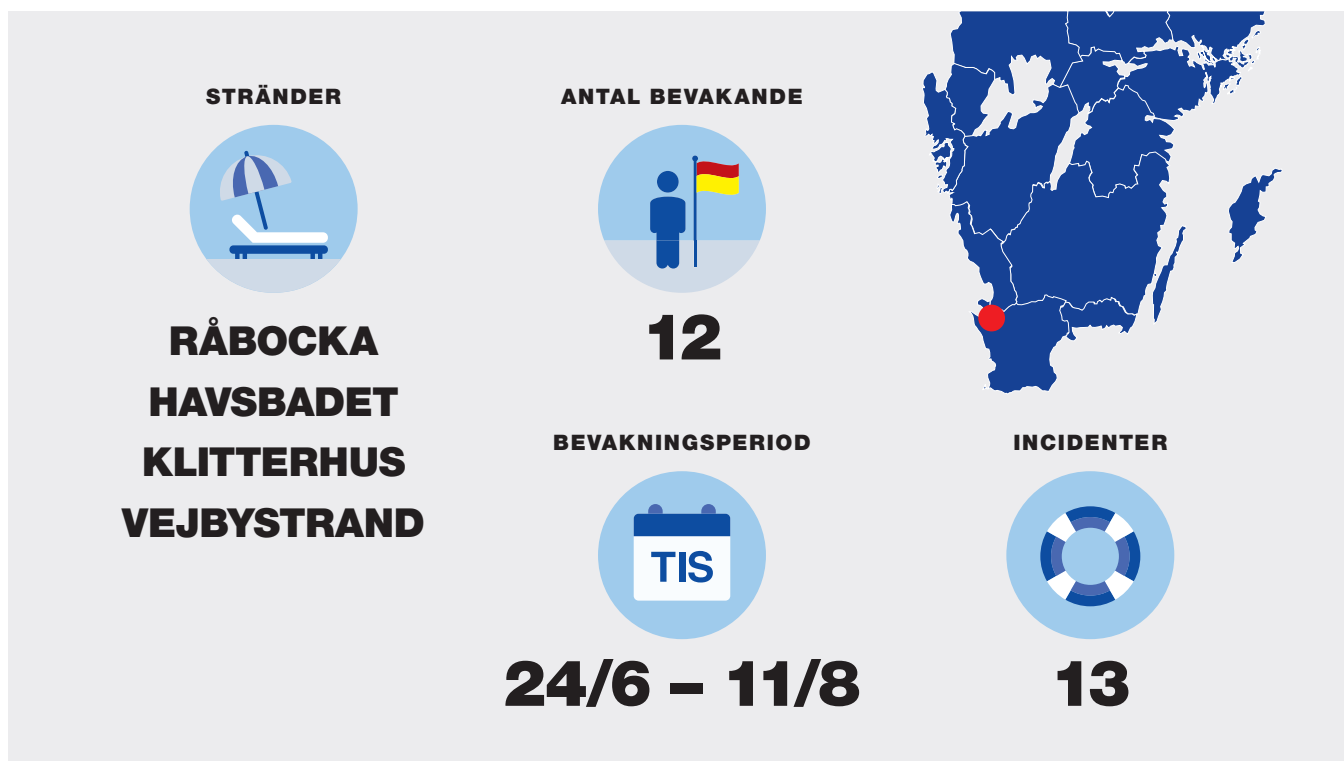 STRÄNDER
RÅBOCKA
HAVSBADET
KLITTERHUS
VEJBYSTRAND
ANTAL BEVAKANDE
12
BEVAKNINGSPERIOD
TIS
24/6 – 11/8
INCIDENTER
13